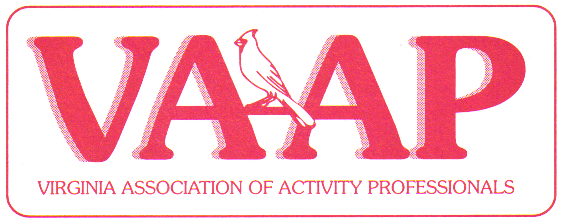 VAAP
VIRGINIA ASSOCIATION OF ACTIVITY PROFESSIONALS